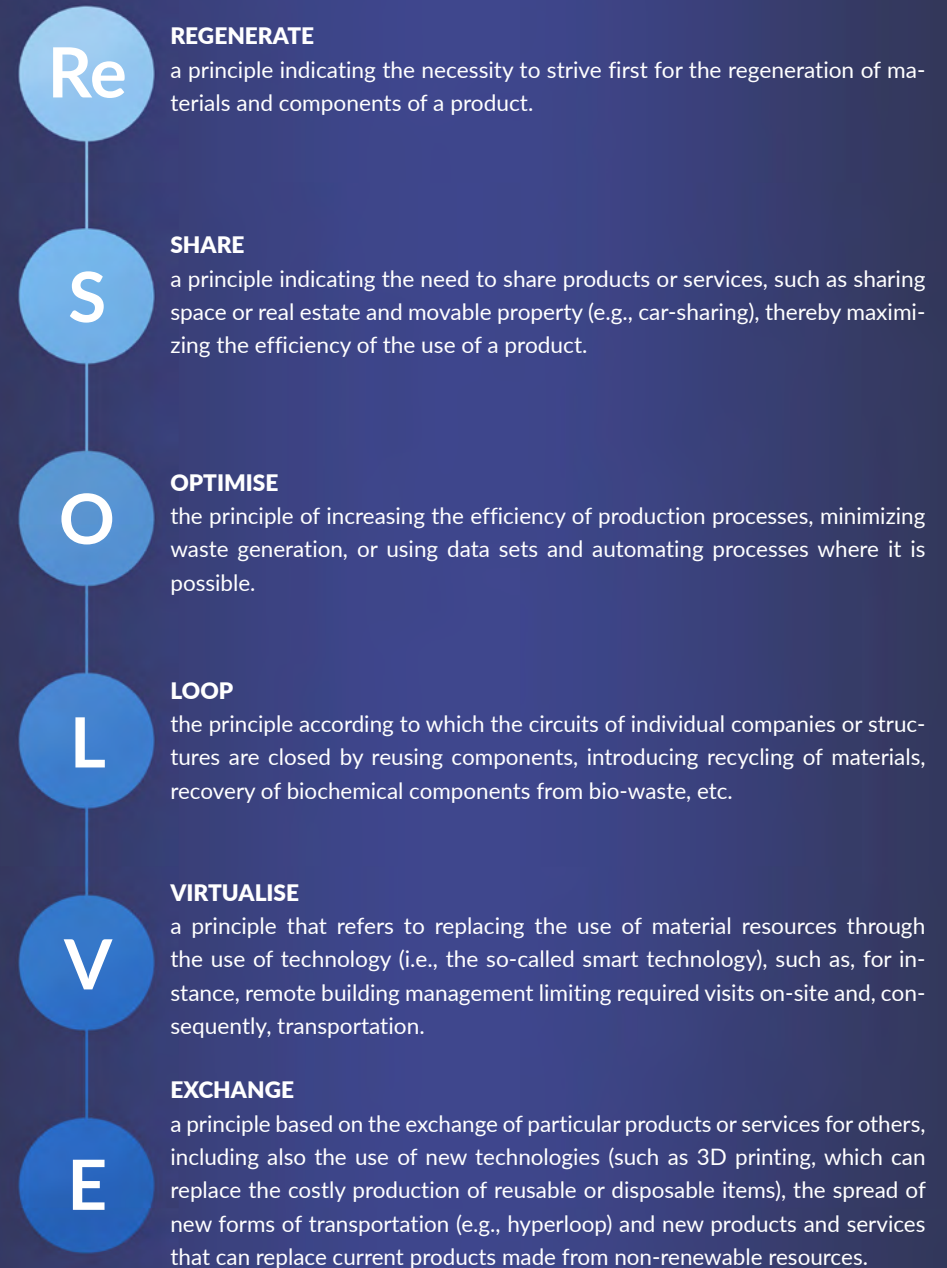 Re
REGENERATE
a principle indicating the necessity to strive first for the regeneration of ma-
terials and components of a product.
S
SHARE
a principle indicating the need to share products or services, such as sharing
space or real estate and movable property (e.g., car-sharing), thereby maximi-
zing the efficiency of the use of a product.
O
OPTIMISE
the principle of increasing the efficiency of production processes, minimizing
waste generation, or using data sets and automating processes where it is
possible.
L
LOOP
the principle according to which the circuits of individual companies or struc-
tures are closed by reusing components, introducing recycling of materials,
recovery of biochemical components from bio-waste, etc.
V
VIRTUALISE
a principle that refers to replacing the use of material resources through
the use of technology (i.e., the so-called smart technology), such as, for in-
stance, remote building management limiting required visits on-site and, con-
sequently, transportation.
E
EXCHANGE
a principle based on the exchange of particular products or services for others,
including also the use of new technologies (such as 3D printing, which can
replace the costly production of reusable or disposable items), the spread of
new forms of transportation (e.g., hyperloop) and new products and services
that can replace current products made from non-renewable resources.